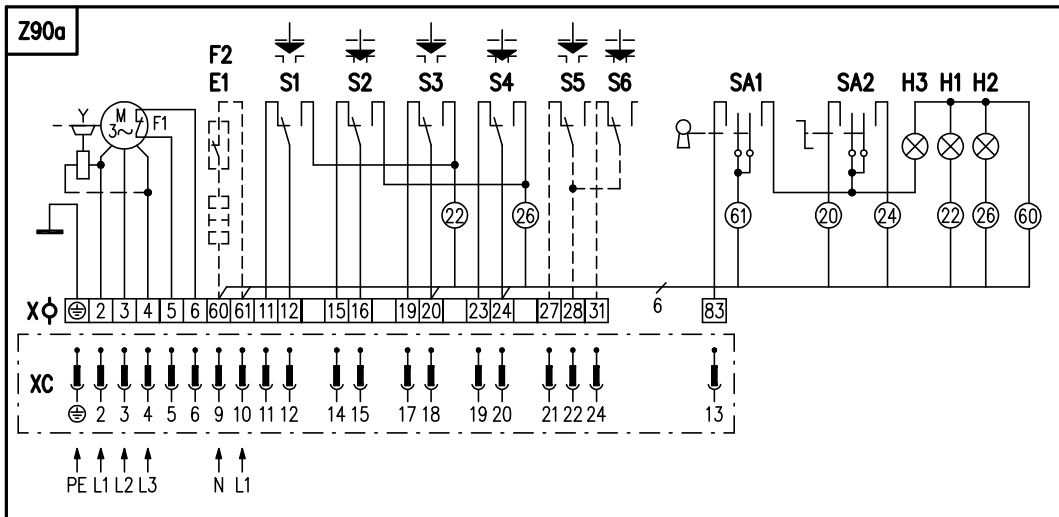 Z90a
F2
E1 S1 S2 S3 S4 S5 S6 SA1 SA2 H3 H1 H2
Y M 3~ F1
22 26 61 20 24 22 26 60
6
X 2 3 4 5 6 60 61 11 12 15 16 19 20 23 24 27 28 31 83
XC
2 3 4 5 6 9 10 11 12 14 15 17 18 19 20 21 22 24 13
PE L1 L2 L3 N L1